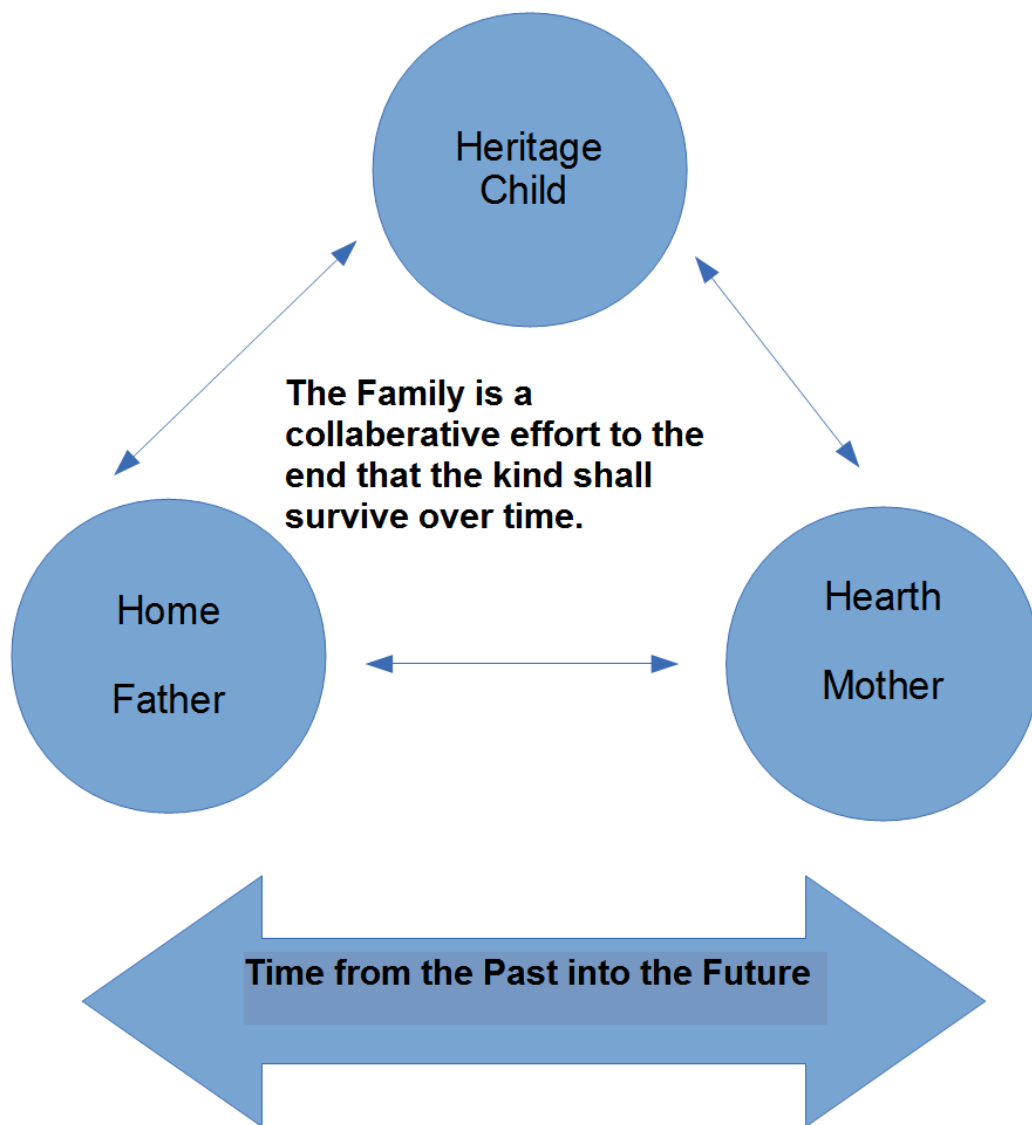 Heritage
Child
The Family is a
collaberative effort to the
end that the kind shall
survive over time.
Home
Father
Hearth
Mother
Time from the Past into the Future